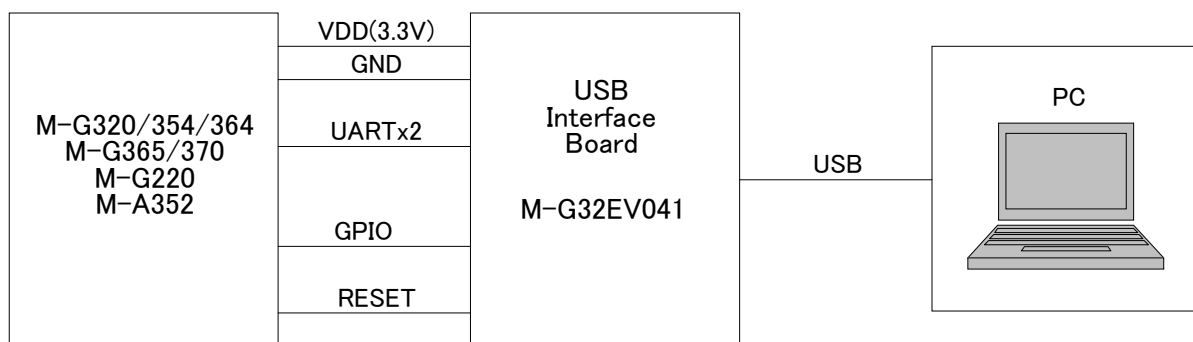 M-G320/354/364
M-G365/370
M-G220
M-A352
VDD(3.3V)
GND
UARTx2
GPIO
RESET
USB
Interface
Board
M-G32EV041
USB
PC